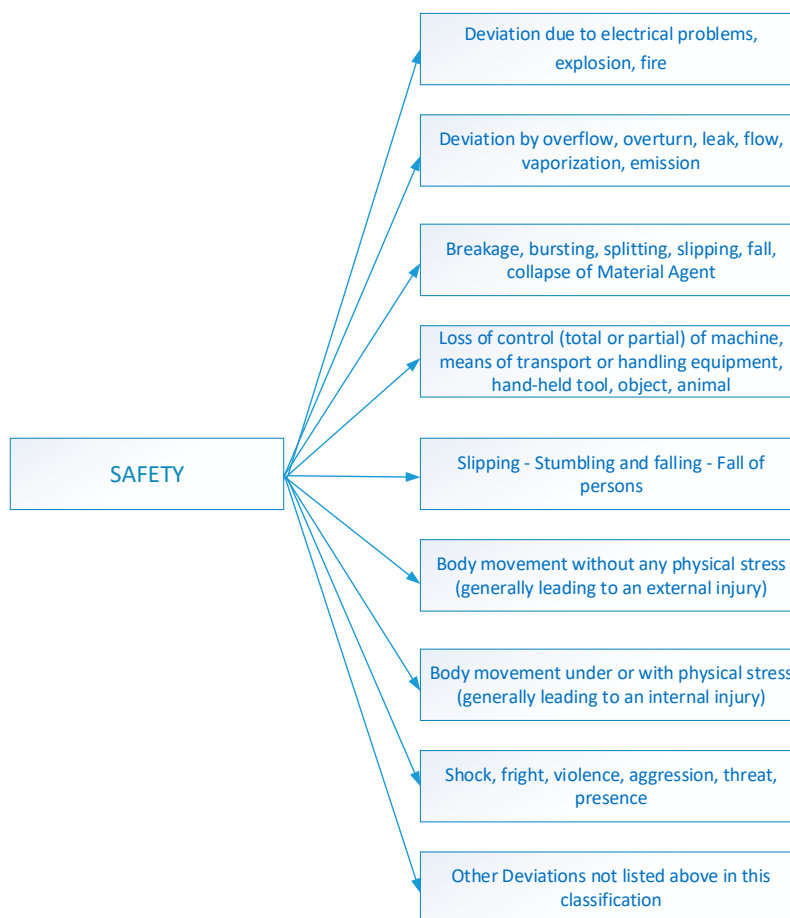 Deviation due to electrical problems,
explosion, fire
Deviation by overflow, overturn, leak, flow,
vaporization, emission
Breakage, bursting, splitting, slipping, fall,
collapse of Material Agent
Loss of control (total or partial) of machine,
means of transport or handling equipment,
hand-held tool, object, animal
SAFETY
Slipping - Stumbling and falling - Fall of
persons
Body movement without any physical stress
(generally leading to an external injury)
Body movement under or with physical stress
(generally leading to an internal injury)
Shock, fright, violence, aggression, threat,
presence
Other Deviations not listed above in this
classification